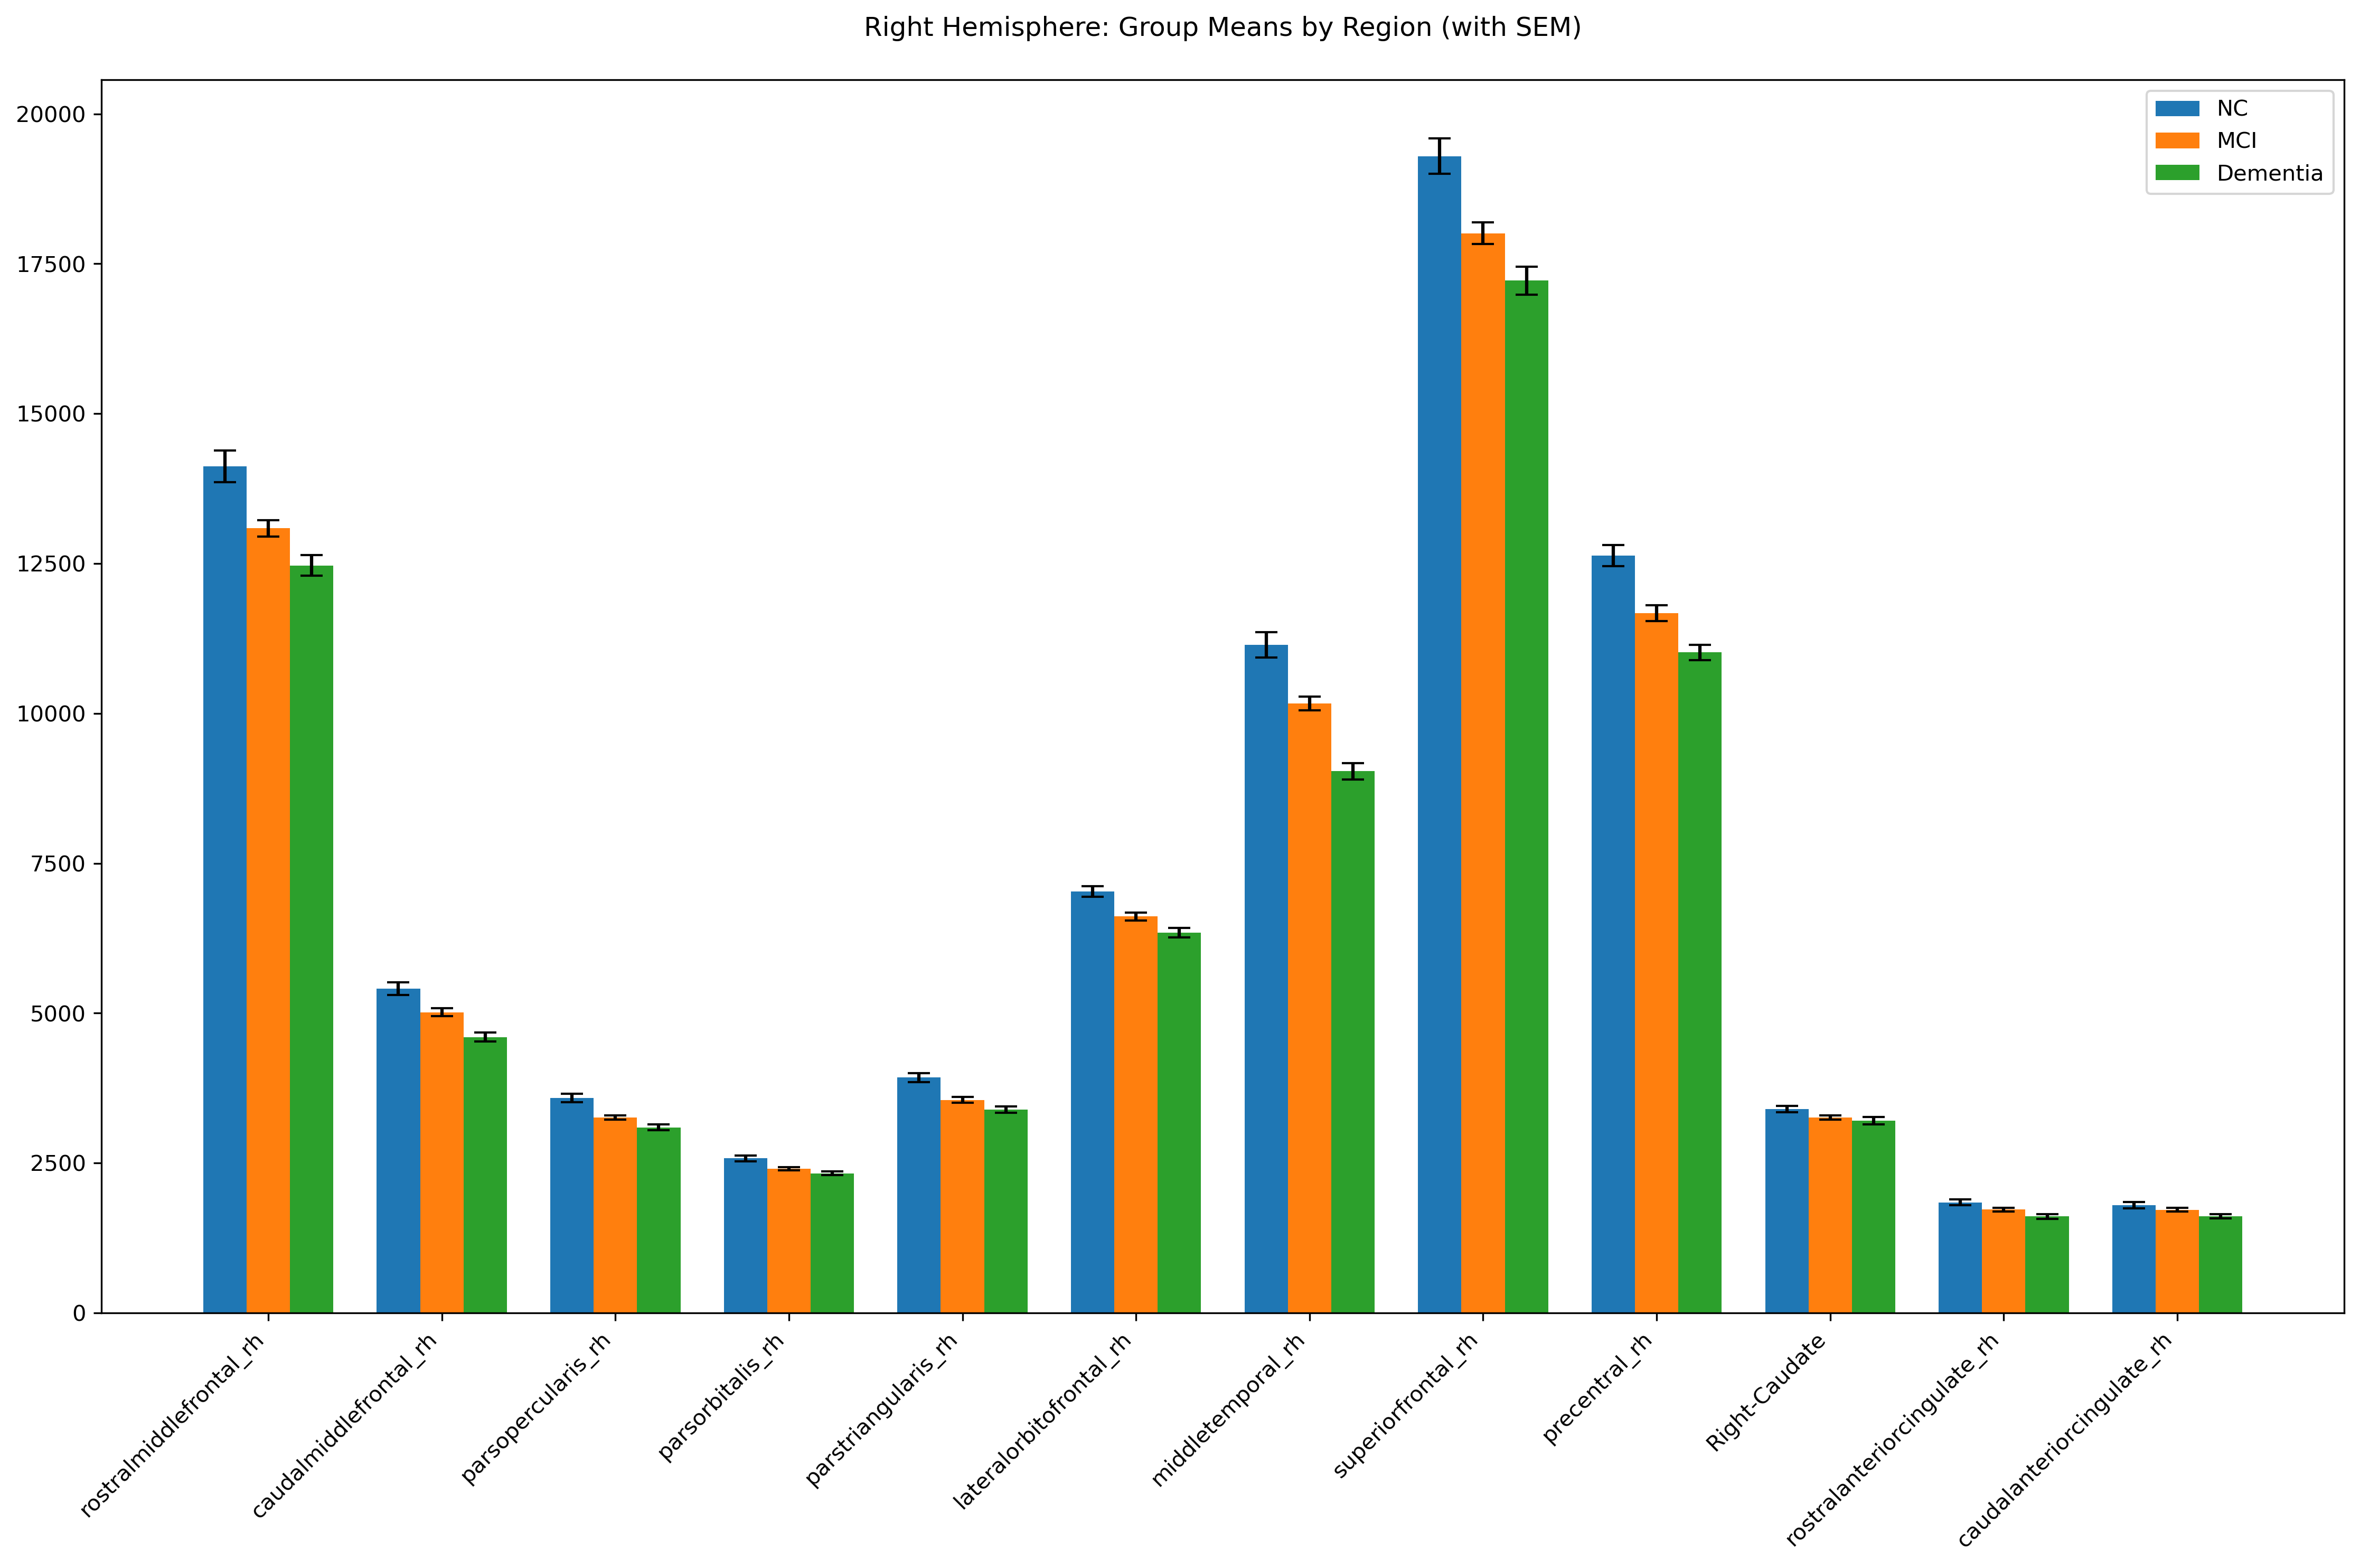 Right Hemisphere: Group Means by Region (with SEM)
NC
MCI
Dementia
20000
17500
15000
12500
10000
7500
5000
2500
0
rostralmiddlefrontal_rh
caudalmiddlefrontal_rh
parsopercularis_rh
parsorbitalis_rh
parstriangularis_rh
lateralorbitofrontal_rh
middletemporal_rh
superiorfrontal_rh
precentral_rh
Right-Caudate
rostralanteriorcingulate_rh
caudalanteriorcingulate_rh